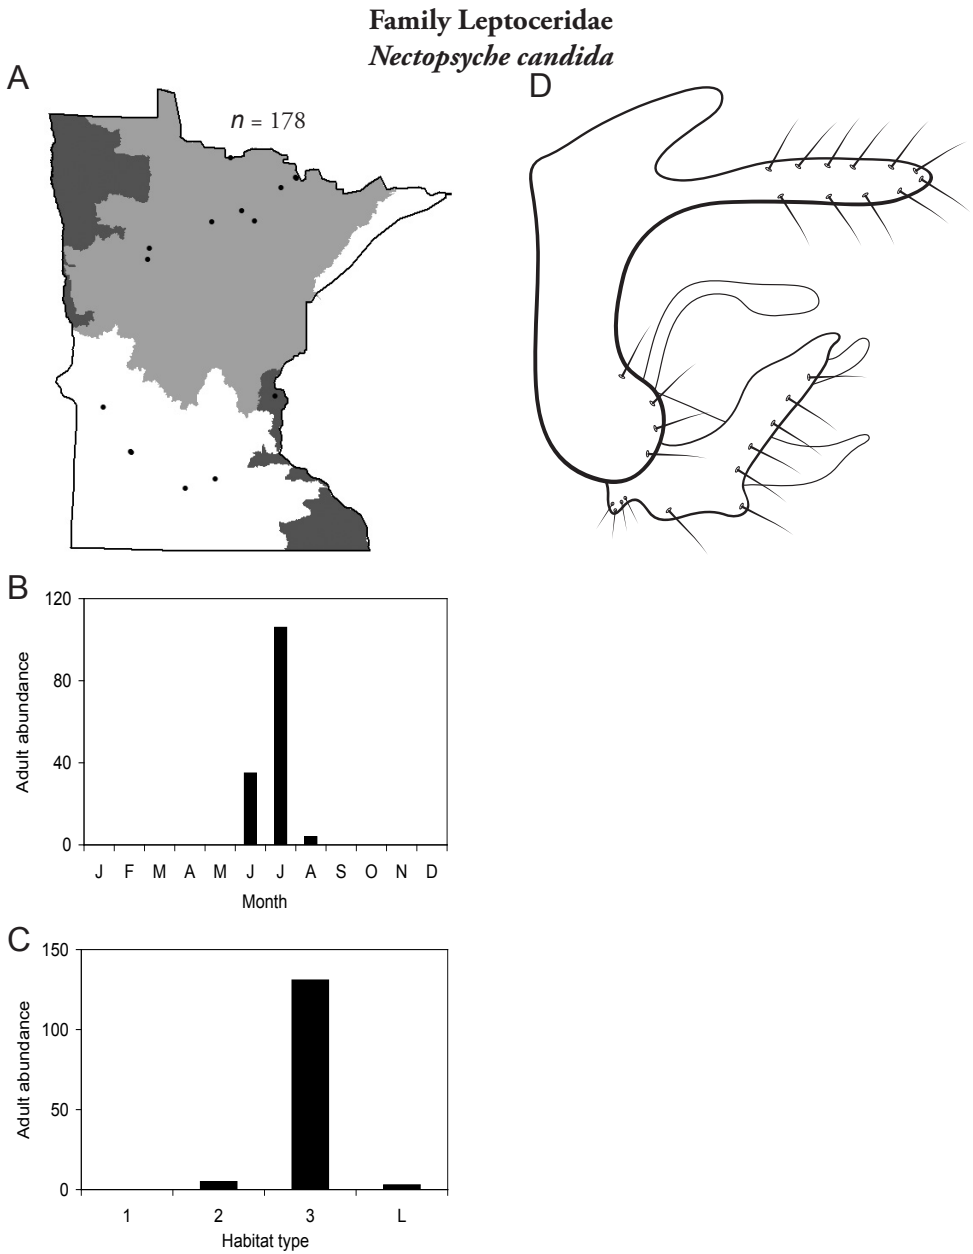 Family Leptoceridae
Nectopsyche candida
A
D
n = 178
B
120
80
40
0
Adult abundance
J F M A M J J A S O N D
Month
C
150
100
50
0
Adult abundance
1 2 3 L
Habitat type